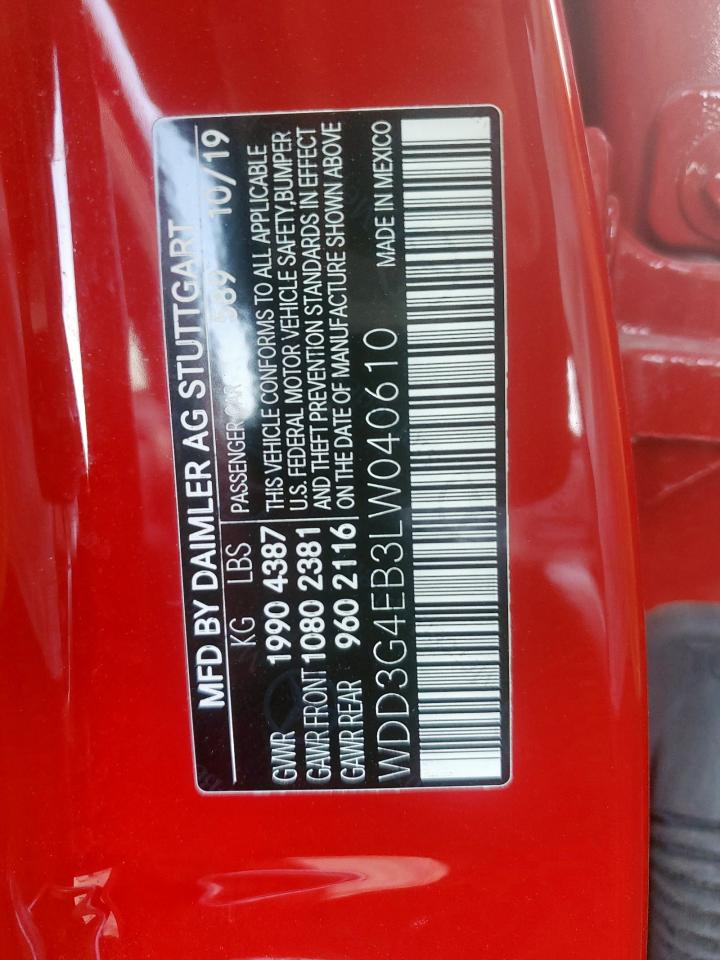 MFD BY DAIMLER AG STUTTGART
KG LBS PASSENGER CAR 589 10/19
GVWR 1990 4387 THIS VEHICLE CONFORMS TO ALL APPLICABLE
U.S. FEDERAL MOTOR VEHICLE SAFETY,BUMPER
GAWR FRONT 1080 2381 AND THEFT PREVENTION STANDARDS IN EFFECT
GAWR REAR 960 2116 ON THE DATE OF MANUFACTURE SHOWN ABOVE
WDD3G4EB3LW040610 MADE IN MEXICO